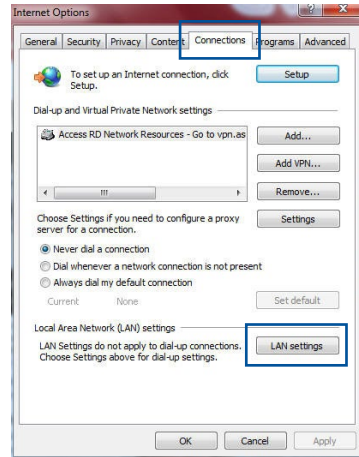 Internet Options
General Security Privacy Content Connections Programs Advanced
To set up an Internet connection, click
Setup.
Setup
Dial-up and Virtual Private Network settings
Access RD Network Resources - Go to vpn.as
Add...
Add VPN...
Remove...
Choose Settings if you need to configure a proxy
server for a connection.
Settings
Never dial a connection
Dial whenever a network connection is not present
Always dial my default connection
Current None
Set default
Local Area Network (LAN) settings
LAN Settings do not apply to dial-up connections.
Choose Settings above for dial-up settings.
LAN settings
OK Cancel Apply